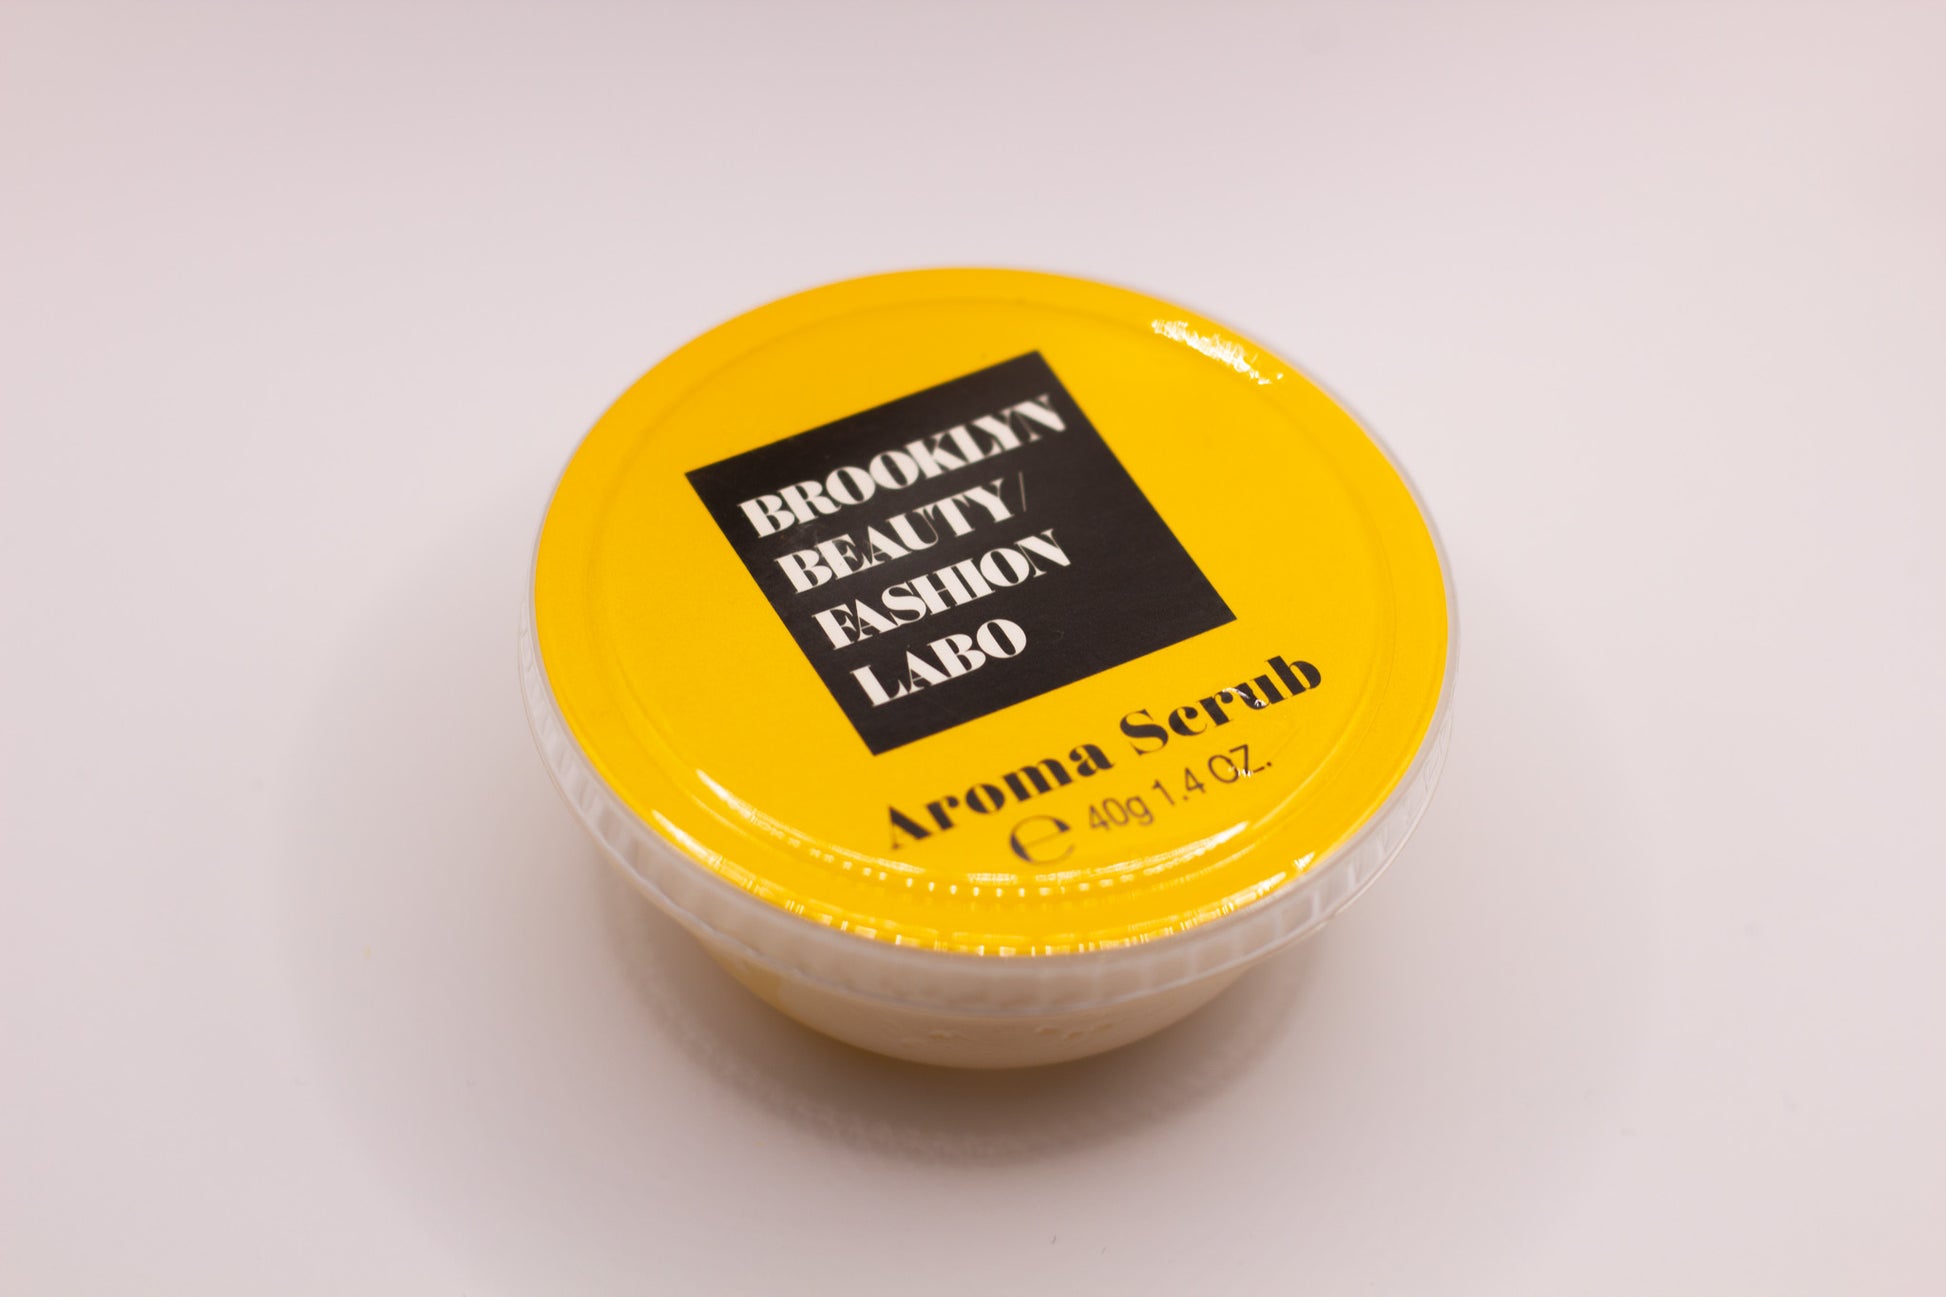 BROOKLYN
BEAUTY/
FASHION
LABO
Aroma Scrub
℮ 40g 1.4 OZ.